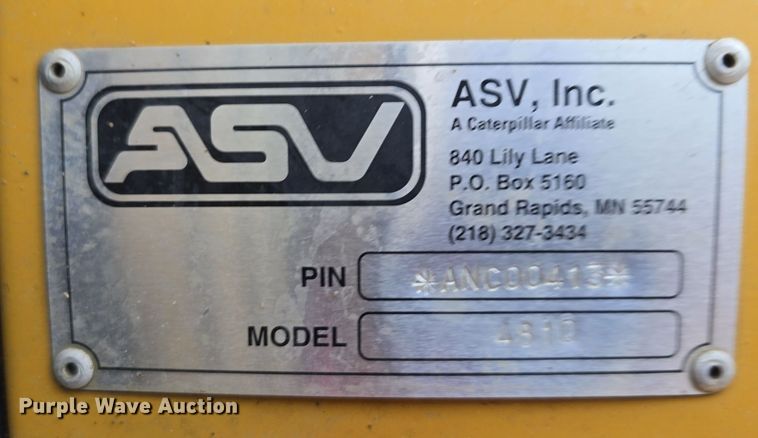 ASV
ASV, Inc.
A Caterpillar Affiliate
840 Lily Lane
P.O. Box 5160
Grand Rapids, MN 55744
(218) 327-3434
PIN *ANC00413*
MODEL 4810
Purple Wave Auction